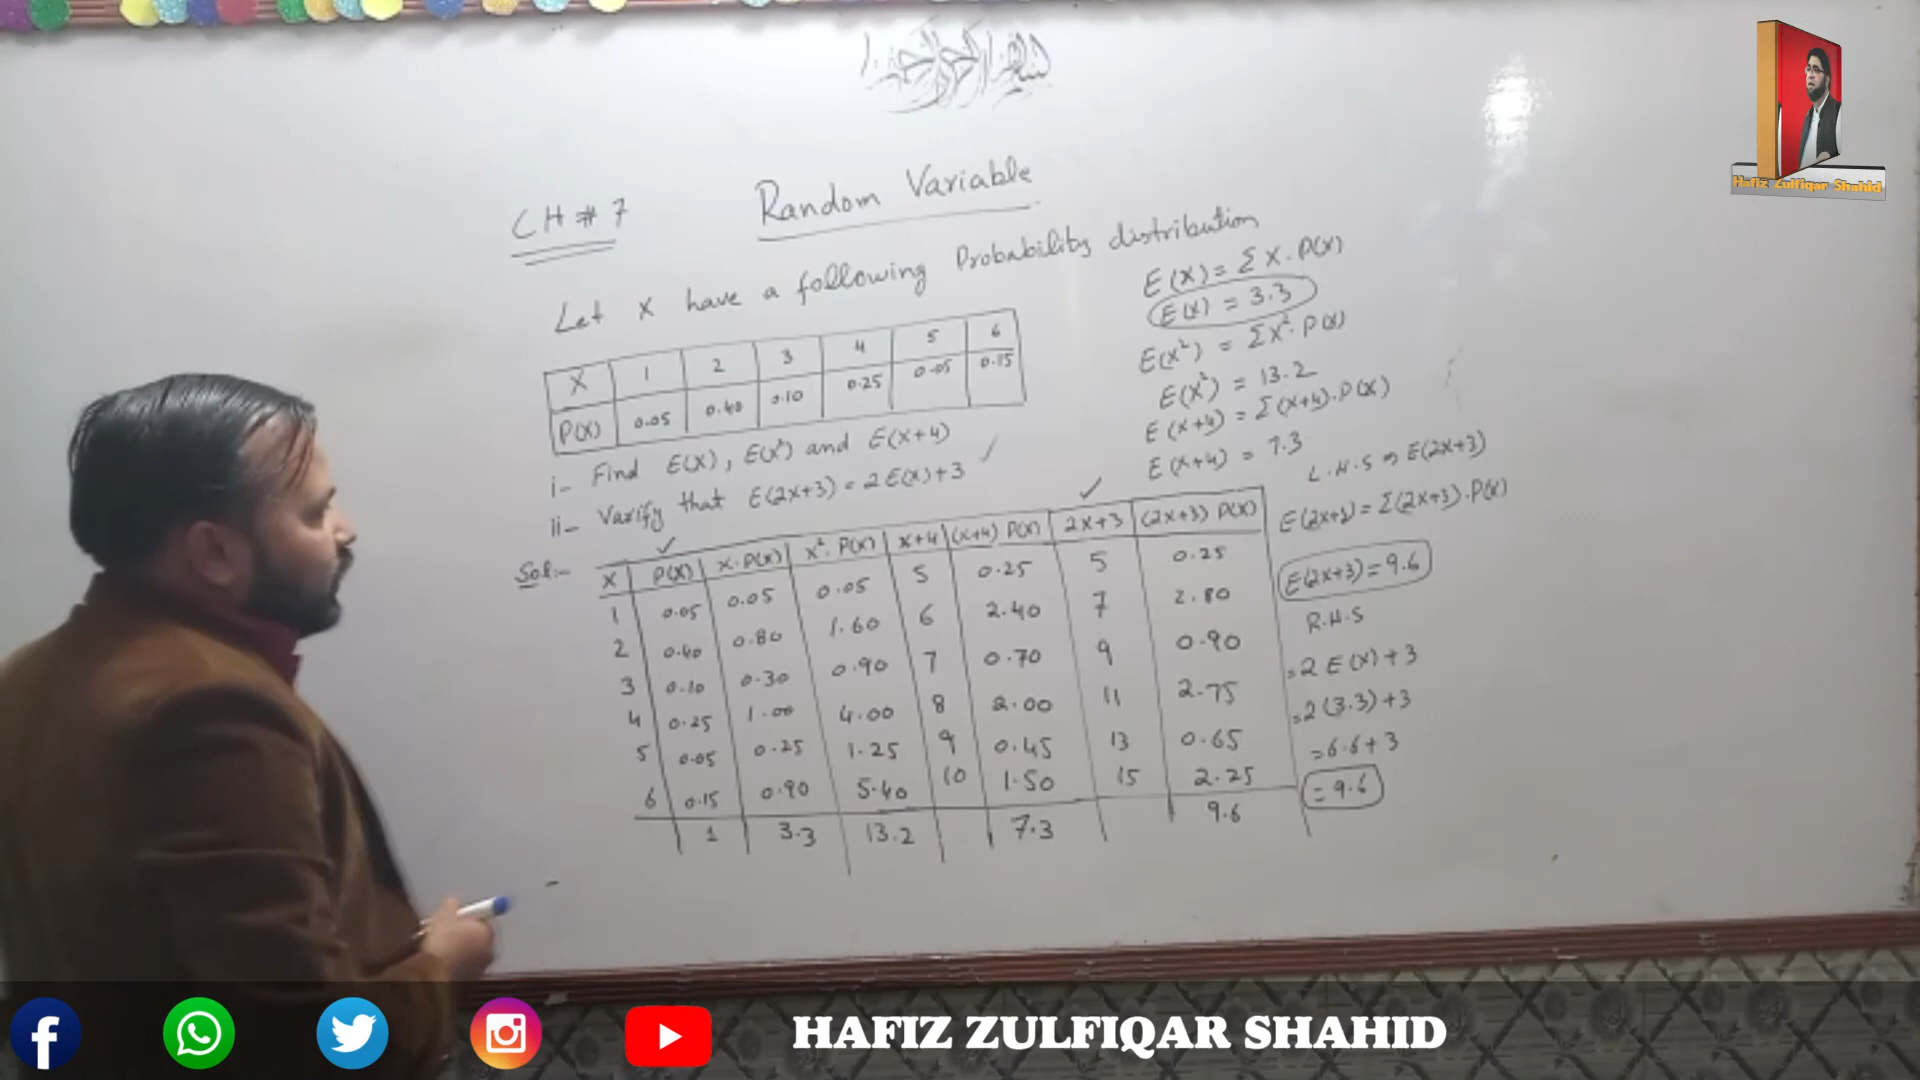 بسم الله الرحمن الرحيم
Hafiz Zulfiqar Shahid
CH # 7
Random Variable
Let X have a following Probability distribution
X 1 2 3 4 5 6
P(X) 0.05 0.40 0.10 0.25 0.05 0.15
i- Find E(X), E(X²) and E(X+4)
ii- Varify that E(2X+3) = 2E(X)+3 ✓
E(X) = Σ X . P(X)
E(X) = 3.3
E(X²) = Σ X² . P(X)
E(X²) = 13.2
E(X+4) = Σ(X+4) . P(X)
E(X+4) = 7.3
Sol:-
X P(X) X.P(X) X². P(X) X+4 (X+4) P(X) 2X+3 (2X+3) P(X)
1 0.05 0.05 0.05 5 0.25 5 0.25
2 0.40 0.80 1.60 6 2.40 7 2.80
3 0.10 0.30 0.90 7 0.70 9 0.90
4 0.25 1.00 4.00 8 2.00 11 2.75
5 0.05 0.25 1.25 9 0.45 13 0.65
6 0.15 0.90 5.40 10 1.50 15 2.25
1 3.3 13.2 7.3 9.6
L.H.S ⇒ E(2X+3)
E(2X+3) = Σ(2X+3) . P(X)
E(2X+3) = 9.6
R.H.S
= 2 E(X) + 3
= 2(3.3) + 3
= 6.6 + 3
= 9.6
HAFIZ ZULFIQAR SHAHID